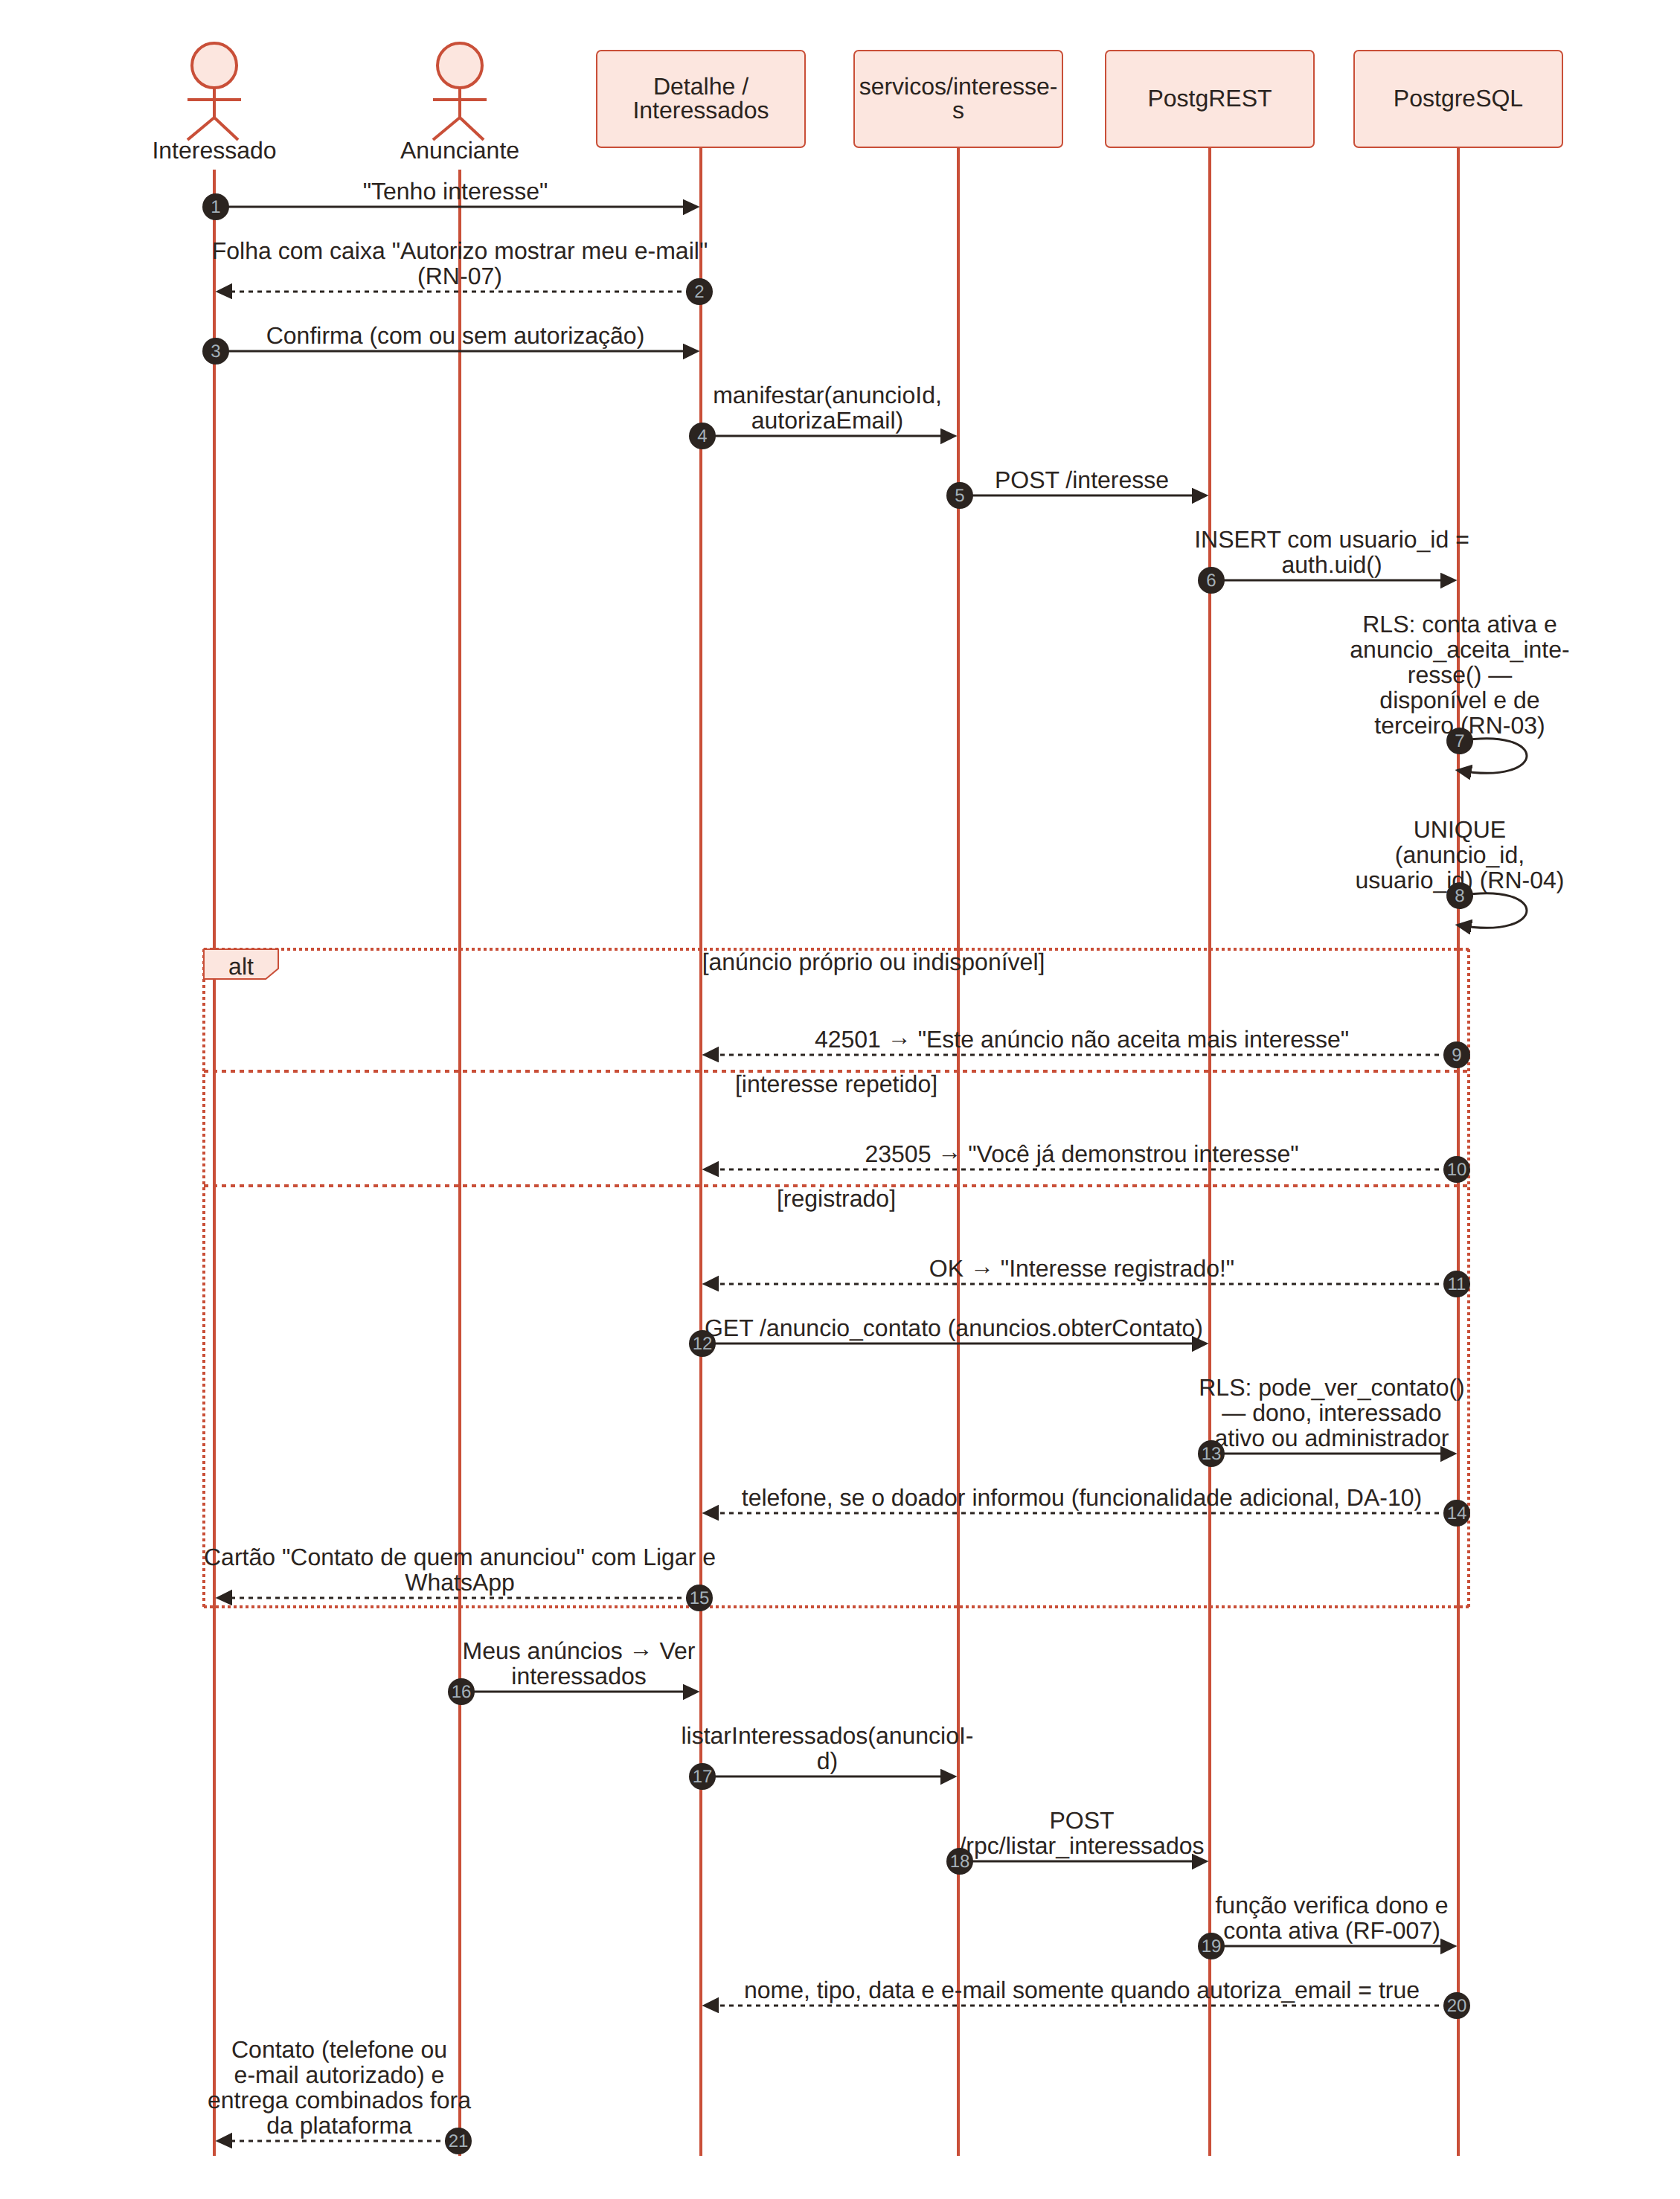 Interessado
Anunciante
Detalhe /
Interessados
servicos/interesse-
s
PostgREST
PostgreSQL
"Tenho interesse"
1
Folha com caixa "Autorizo mostrar meu e-mail"
(RN-07)
2
Confirma (com ou sem autorização)
3
manifestar(anuncioId,
autorizaEmail)
4
POST /interesse
5
INSERT com usuario_id =
auth.uid()
6
RLS: conta ativa e
anuncio_aceita_inte-
resse() —
disponível e de
terceiro (RN-03)
7
UNIQUE
(anuncio_id,
usuario_id) (RN-04)
8
alt
[anúncio próprio ou indisponível]
42501 → "Este anúncio não aceita mais interesse"
9
[interesse repetido]
23505 → "Você já demonstrou interesse"
10
[registrado]
OK → "Interesse registrado!"
11
GET /anuncio_contato (anuncios.obterContato)
12
RLS: pode_ver_contato()
— dono, interessado
ativo ou administrador
13
telefone, se o doador informou (funcionalidade adicional, DA-10)
14
Cartão "Contato de quem anunciou" com Ligar e
WhatsApp
15
Meus anúncios → Ver
interessados
16
listarInteressados(anuncioI-
d)
17
POST
/rpc/listar_interessados
18
função verifica dono e
conta ativa (RF-007)
19
nome, tipo, data e e-mail somente quando autoriza_email = true
20
Contato (telefone ou
e-mail autorizado) e
entrega combinados fora
da plataforma
21